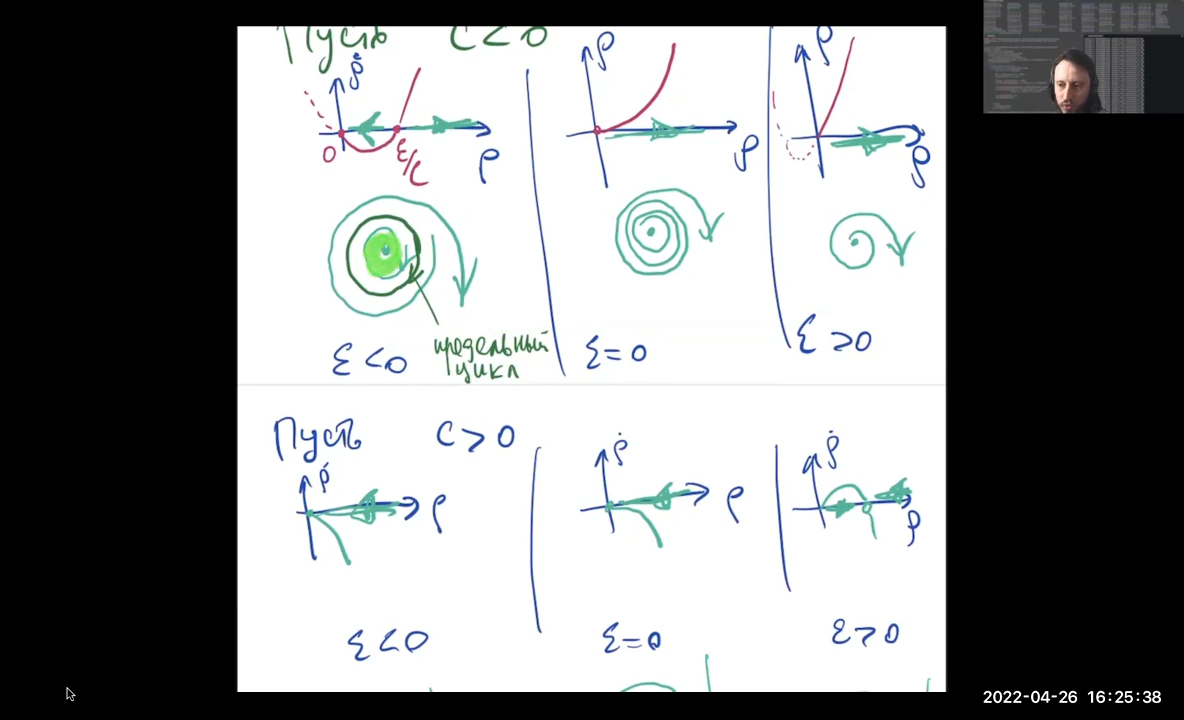 Пусть C<0
ρ̇
0
ε/c
ρ
ρ̇
ρ
ρ̇
ρ
предельный
цикл
ε<0
ε=0
ε>0
Пусть C>0
ρ̇
ρ
ρ̇
ρ
ρ̇
ρ
ε<0
ε=0
ε>0
2022-04-26 16:25:38